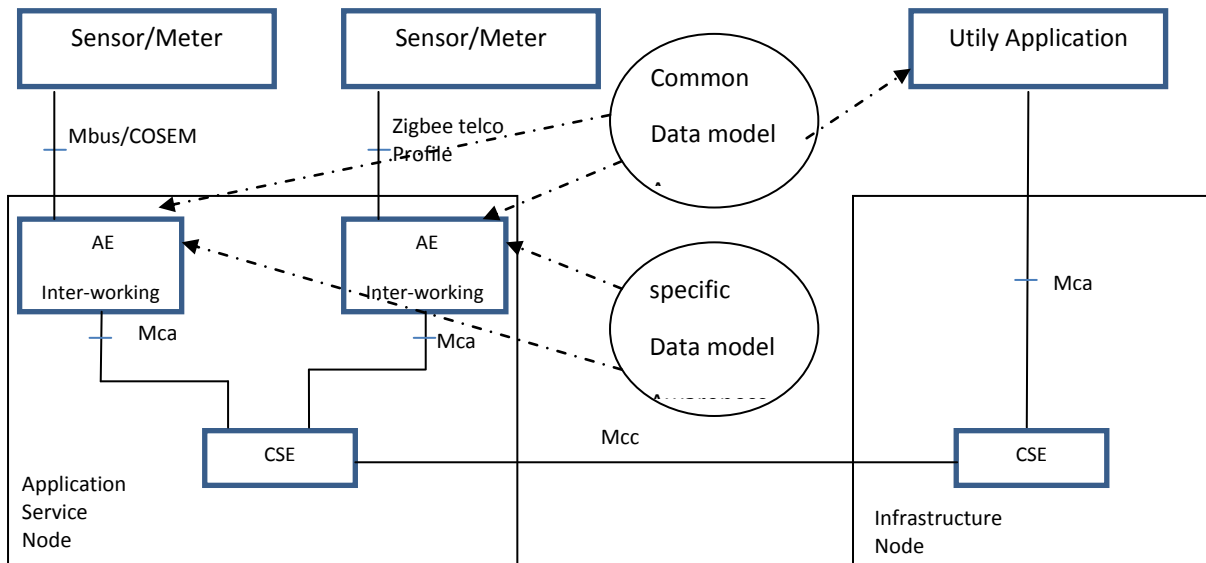 Sensor/Meter
Sensor/Meter
Utily Application
Common
Data model
Mbus/COSEM
Zigbee telco
Profile
AE
Inter-working
AE
Inter-working
specific
Data model
Mca
Mca
Mca
Mcc
CSE
CSE
Application
Service
Node
Infrastructure
Node